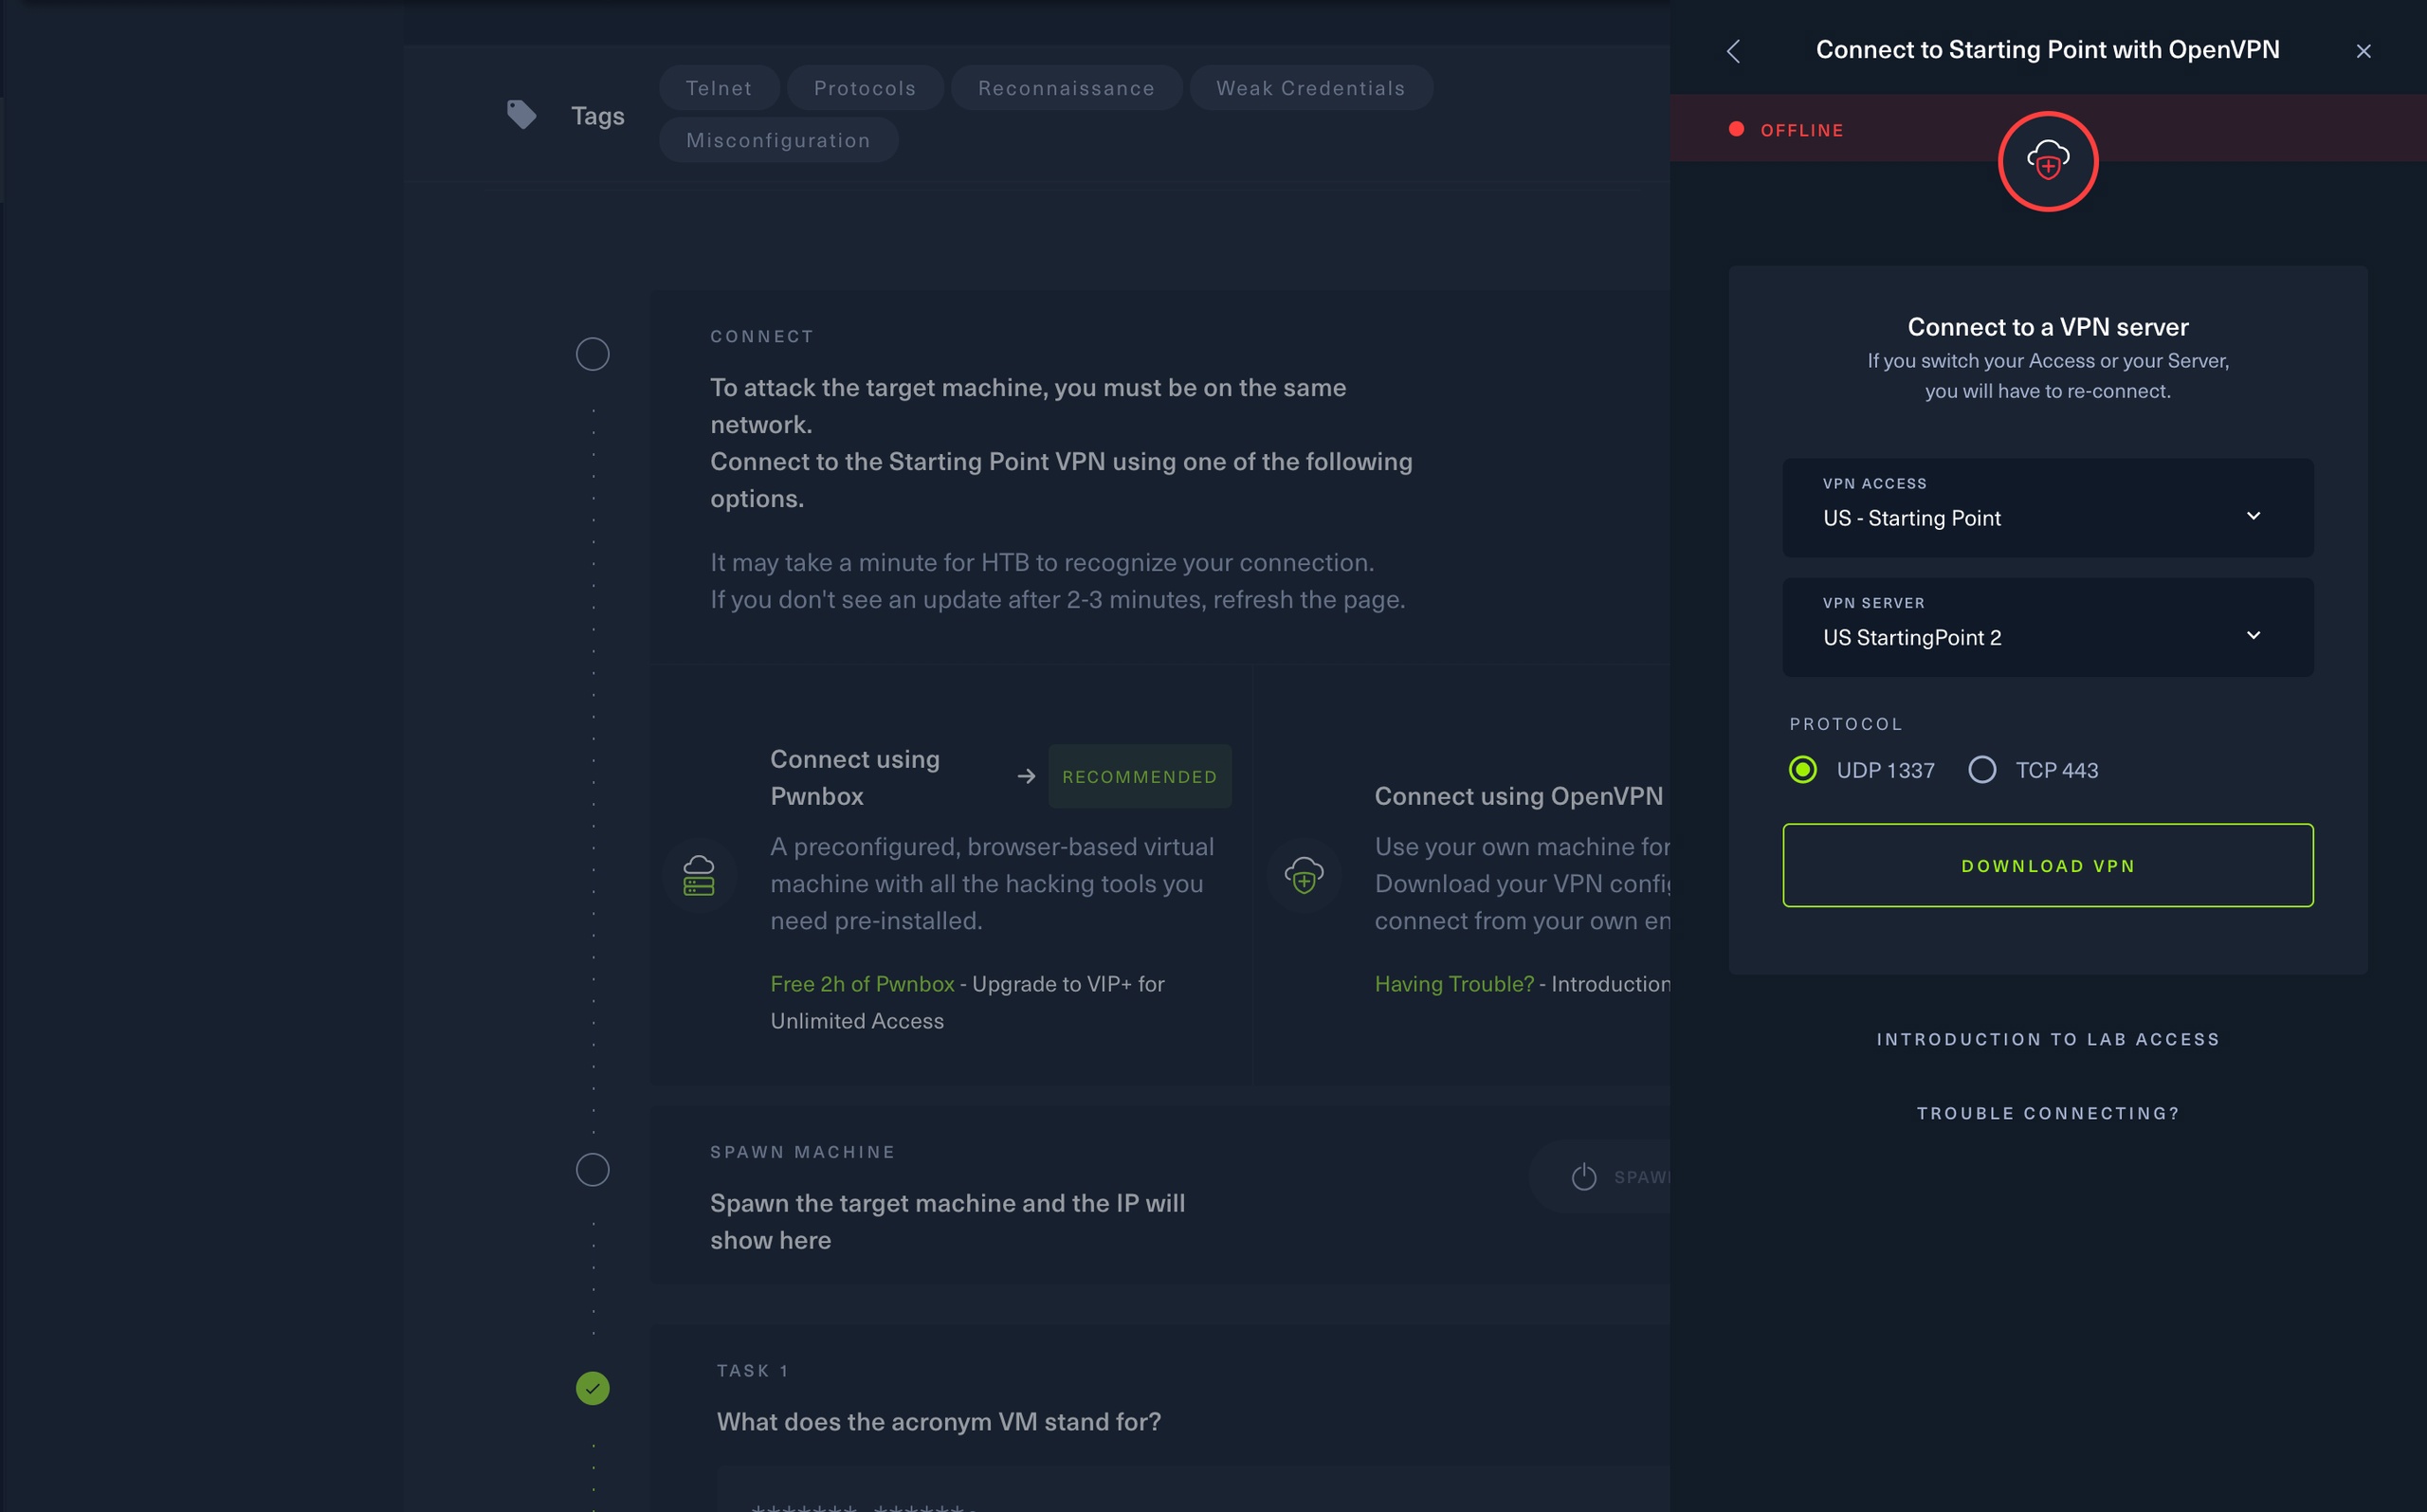 Tags
Telnet
Protocols
Reconnaissance
Weak Credentials
Misconfiguration
CONNECT
To attack the target machine, you must be on the same
network.
Connect to the Starting Point VPN using one of the following
options.
It may take a minute for HTB to recognize your connection.
If you don't see an update after 2-3 minutes, refresh the page.
Connect using
Pwnbox
RECOMMENDED
A preconfigured, browser-based virtual
machine with all the hacking tools you
need pre-installed.
Free 2h of Pwnbox - Upgrade to VIP+ for
Unlimited Access
Connect using OpenVPN
Use your own machine for
Download your VPN
connect from your own
Having Trouble? - Introduction
SPAWN MACHINE
Spawn the target machine and the IP will
show here
TASK 1
What does the acronym VM stand for?
Connect to Starting Point with OpenVPN
OFFLINE
Connect to a VPN server
If you switch your Access or your Server,
you will have to re-connect.
VPN ACCESS
US - Starting Point
VPN SERVER
US StartingPoint 2
PROTOCOL
UDP 1337
TCP 443
DOWNLOAD VPN
INTRODUCTION TO LAB ACCESS
TROUBLE CONNECTING?